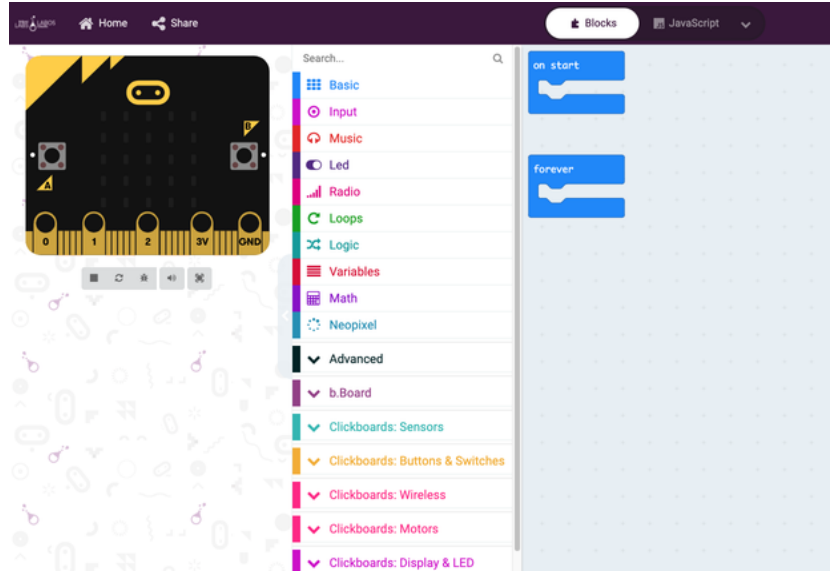 Home Share Blocks JavaScript
B
A
0 1 2 3V GND
Search...
Basic
Input
Music
Led
Radio
Loops
Logic
Variables
Math
Neopixel
Advanced
b.Board
Clickboards: Sensors
Clickboards: Buttons & Switches
Clickboards: Wireless
Clickboards: Motors
Clickboards: Display & LED
on start
forever